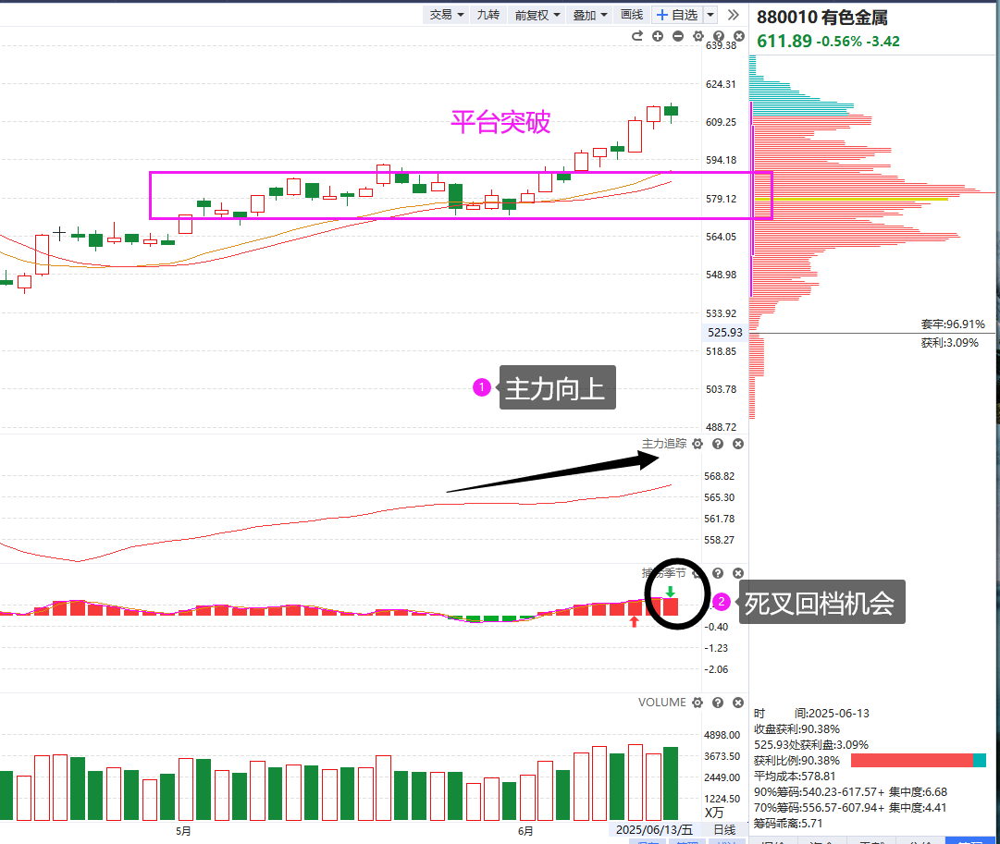 交易 九转 前复权 叠加 画线 自选
880010 有色金属
611.89 -0.56% -3.42
639.38
624.31
平台突破
609.25
594.18
579.12
564.05
548.98
533.92
套牢:96.91%
525.93
获利:3.09%
518.85
503.78
1 主力向上
488.72
主力追踪
568.82
565.30
561.78
558.27
捕捞季节
2 死叉回档机会
-0.40
-1.23
-2.06
VOLUME
时 间:2025-06-13
收盘获利:90.38%
4898.00
525.93处获利盘:3.09%
3673.50
获利比例:90.38%
2449.00
平均成本:578.81
90%筹码:540.23-617.57+ 集中度:6.68
1224.50
70%筹码:556.57-607.94+ 集中度:4.41
X万
筹码乖离:5.71
5月 6月 2025/06/13/五 日线